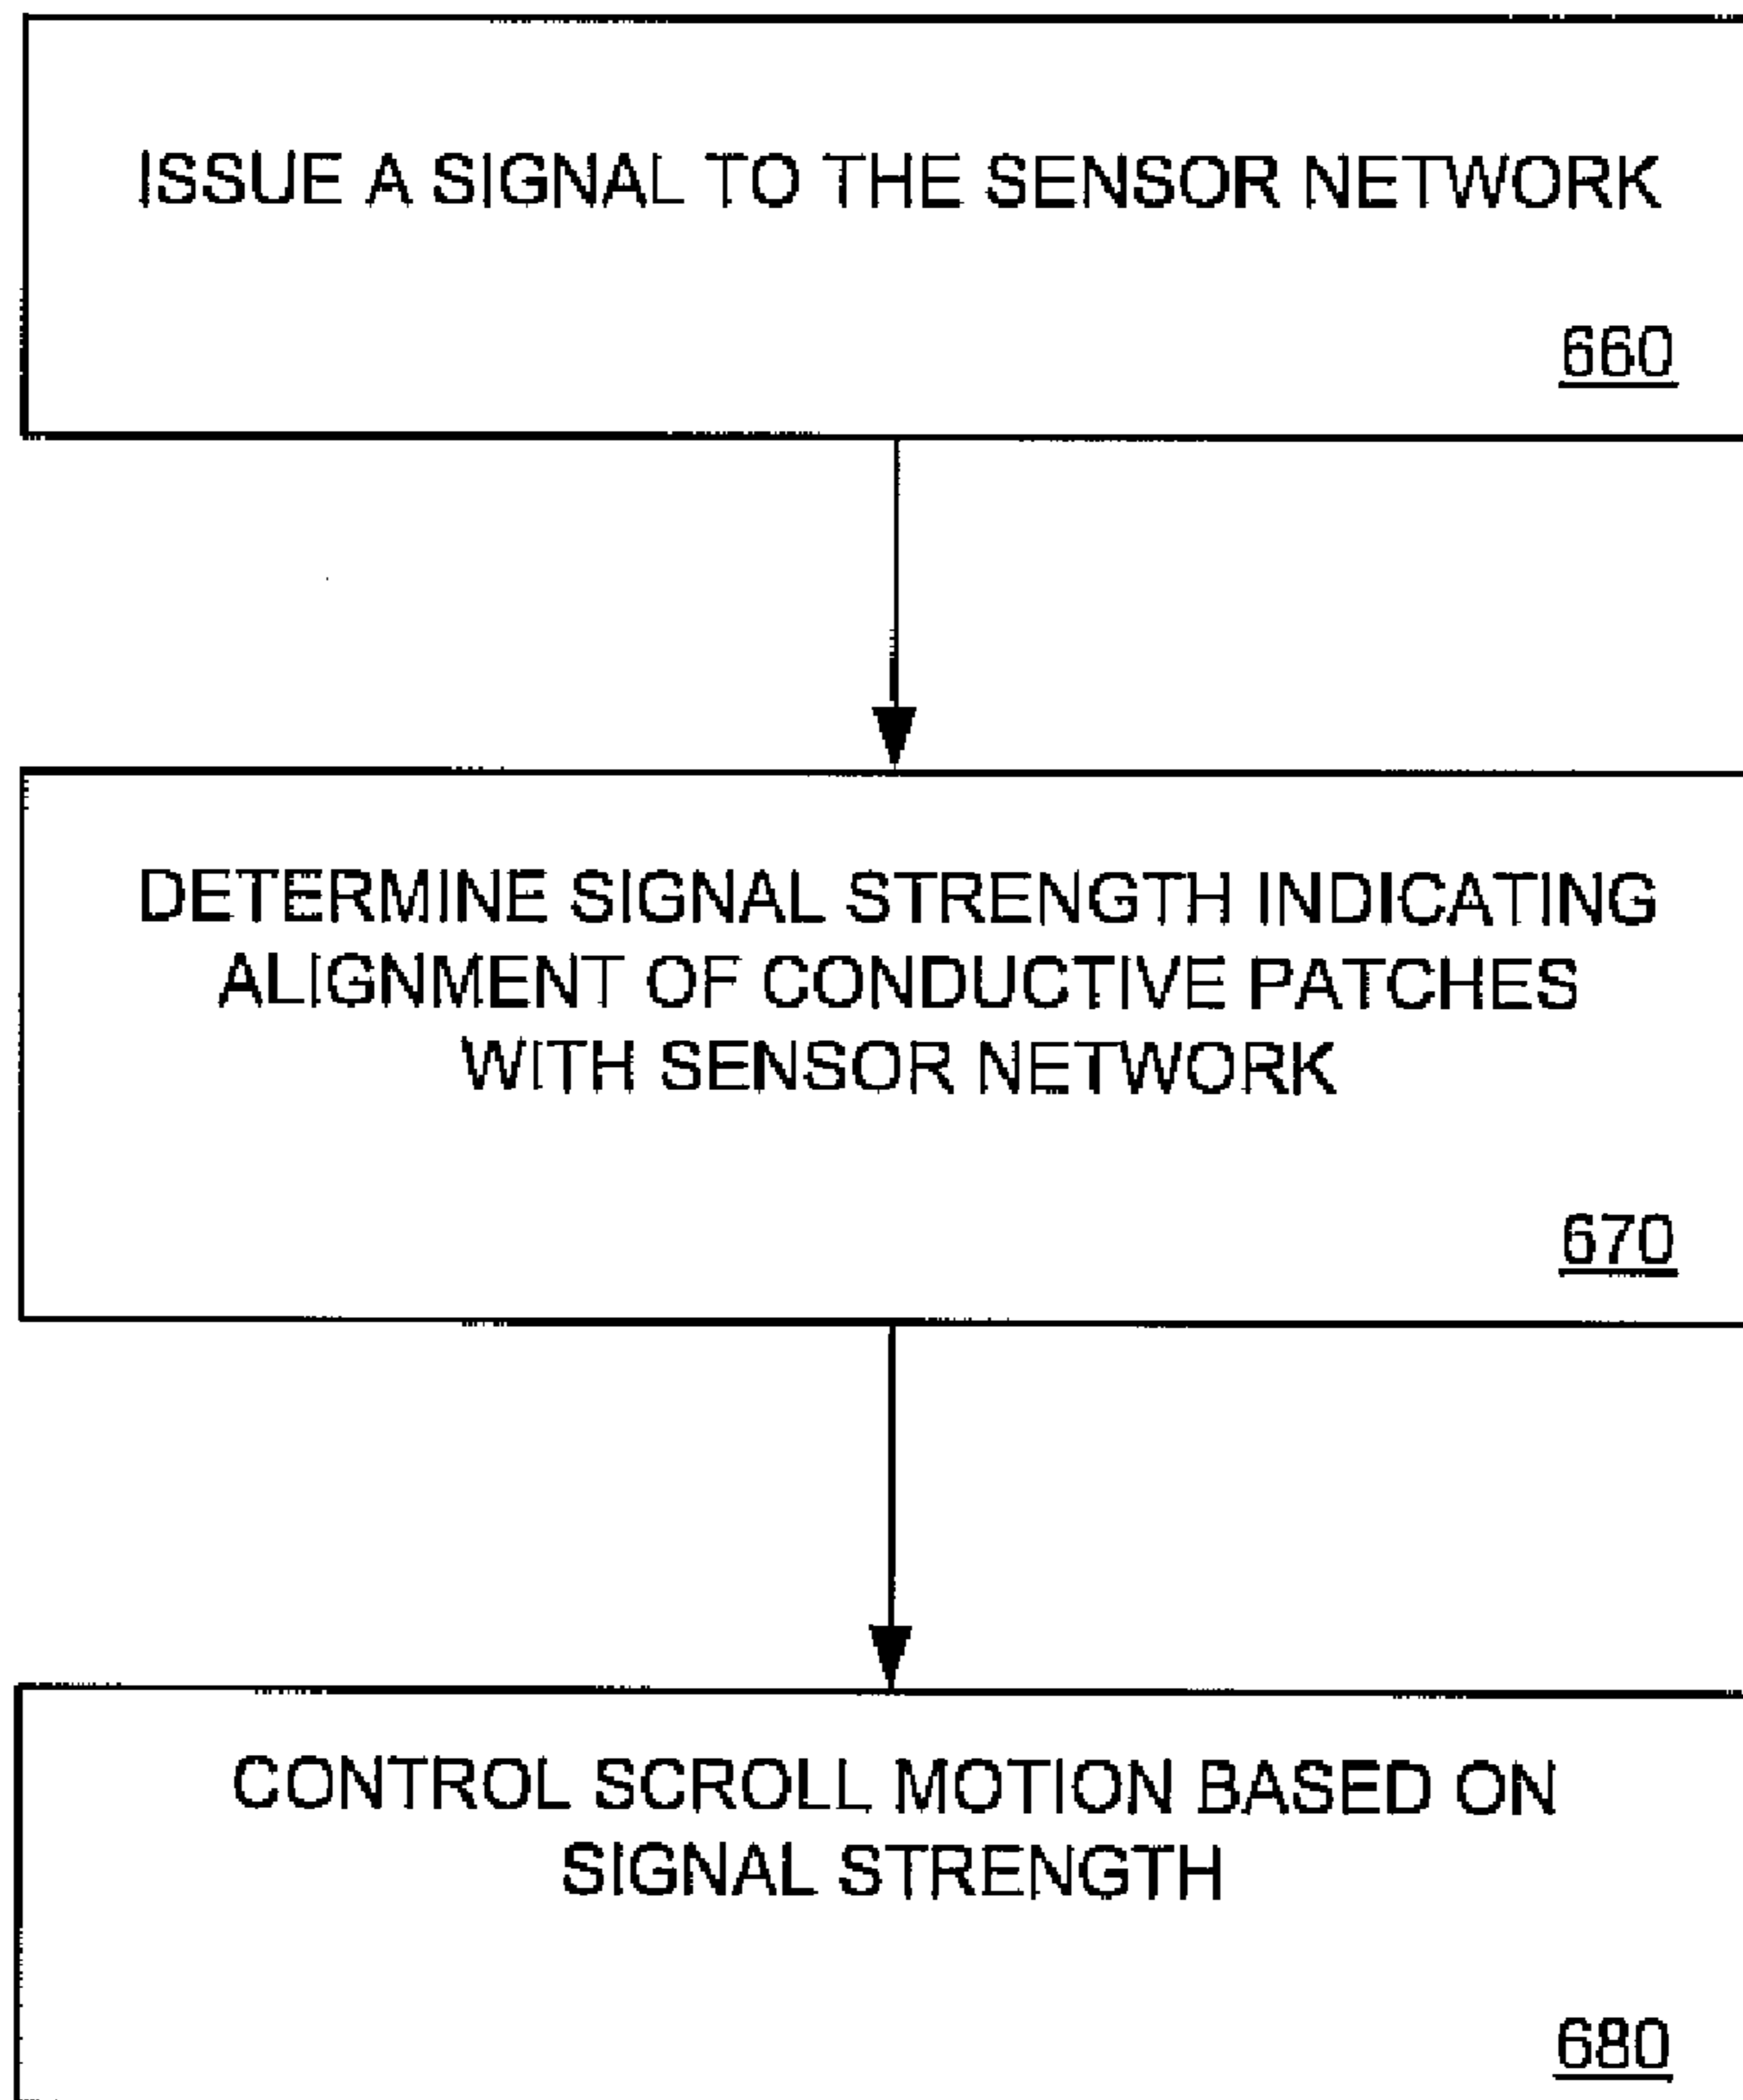 ISSUE A SIGNAL TO THE SENSOR NETWORK
660
DETERMINE SIGNAL STRENGTH INDICATING
ALIGNMENT OF CONDUCTIVE PATCHES
WITH SENSOR NETWORK
670
CONTROL SCROLL MOTION BASED ON
SIGNAL STRENGTH
680